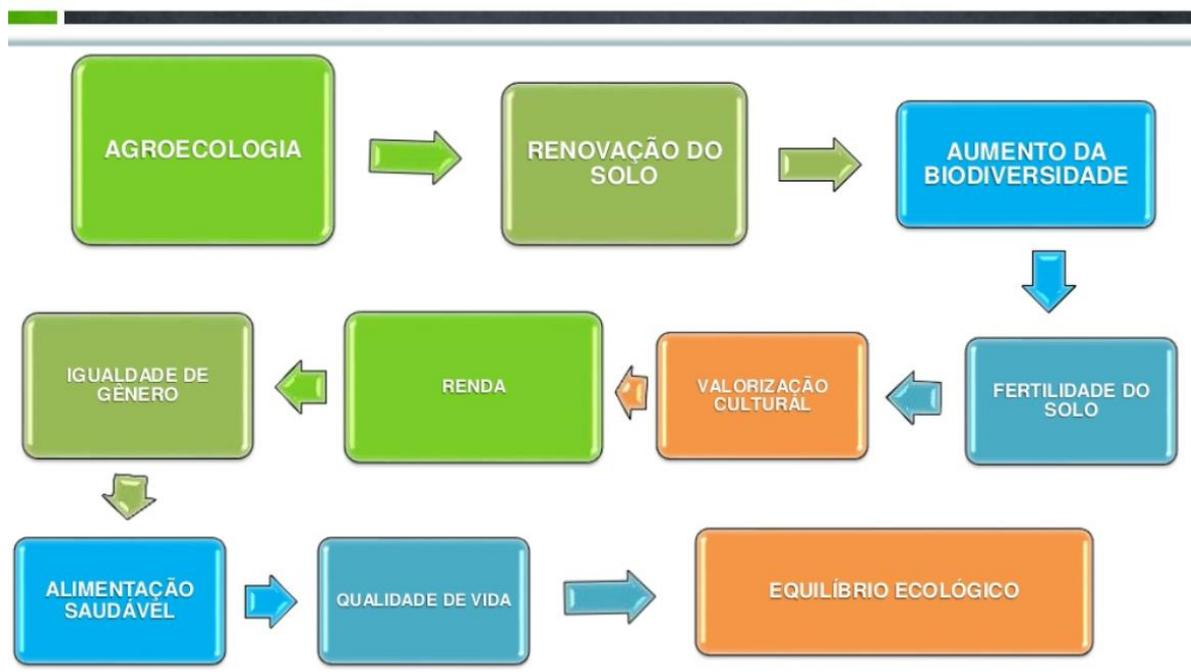 AGROECOLOGIA
RENOVAÇÃO DO
SOLO
AUMENTO DA
BIODIVERSIDADE
FERTILIDADE DO
SOLO
VALORIZAÇÃO
CULTURAL
RENDA
IGUALDADE DE
GÊNERO
ALIMENTAÇÃO
SAUDÁVEL
QUALIDADE DE VIDA
EQUILÍBRIO ECOLÓGICO